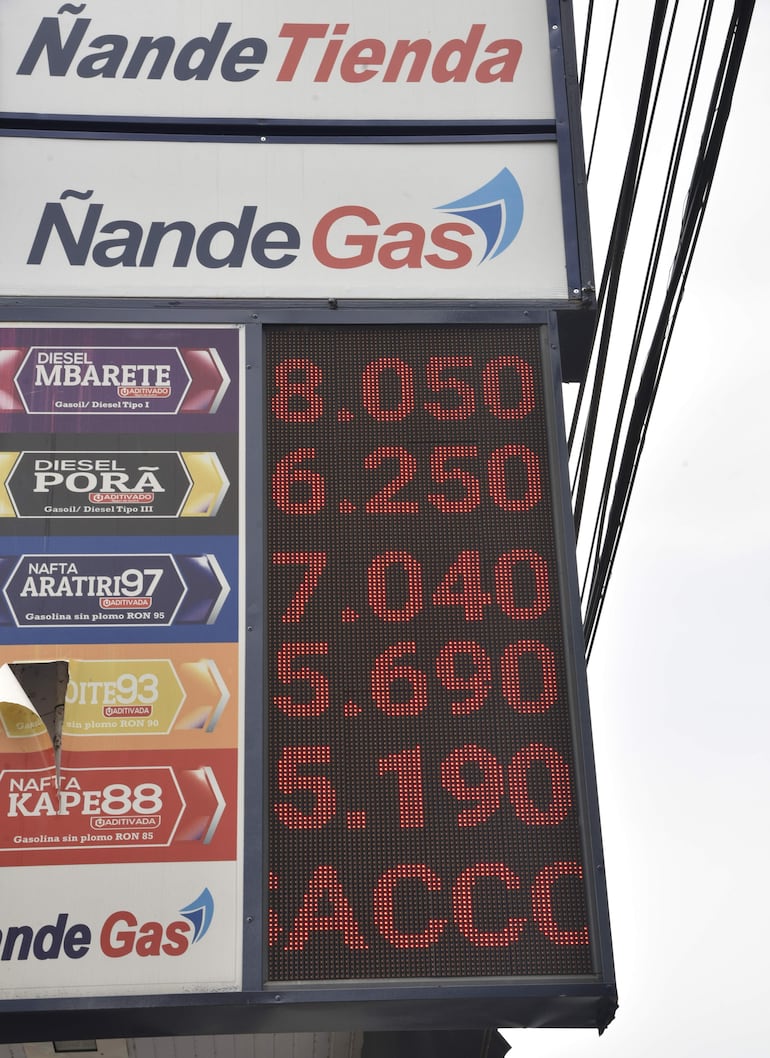 ÑandeTienda
ÑandeGas
DIESEL
MBARETE
ADITIVADO
Gasoil/ Diesel Tipo I
8.050
DIESEL
PORÃ
ADITIVADO
Gasoil/ Diesel Tipo III
6.250
NAFTA
ARATIRI97
ADITIVADA
Gasolina sin plomo RON 95
7.040
OITE93
ADITIVADA
sin plomo RON 90
5.690
NAFTA
KAPE88
ADITIVADA
Gasolina sin plomo RON 85
5.190
ACC
ande Gas